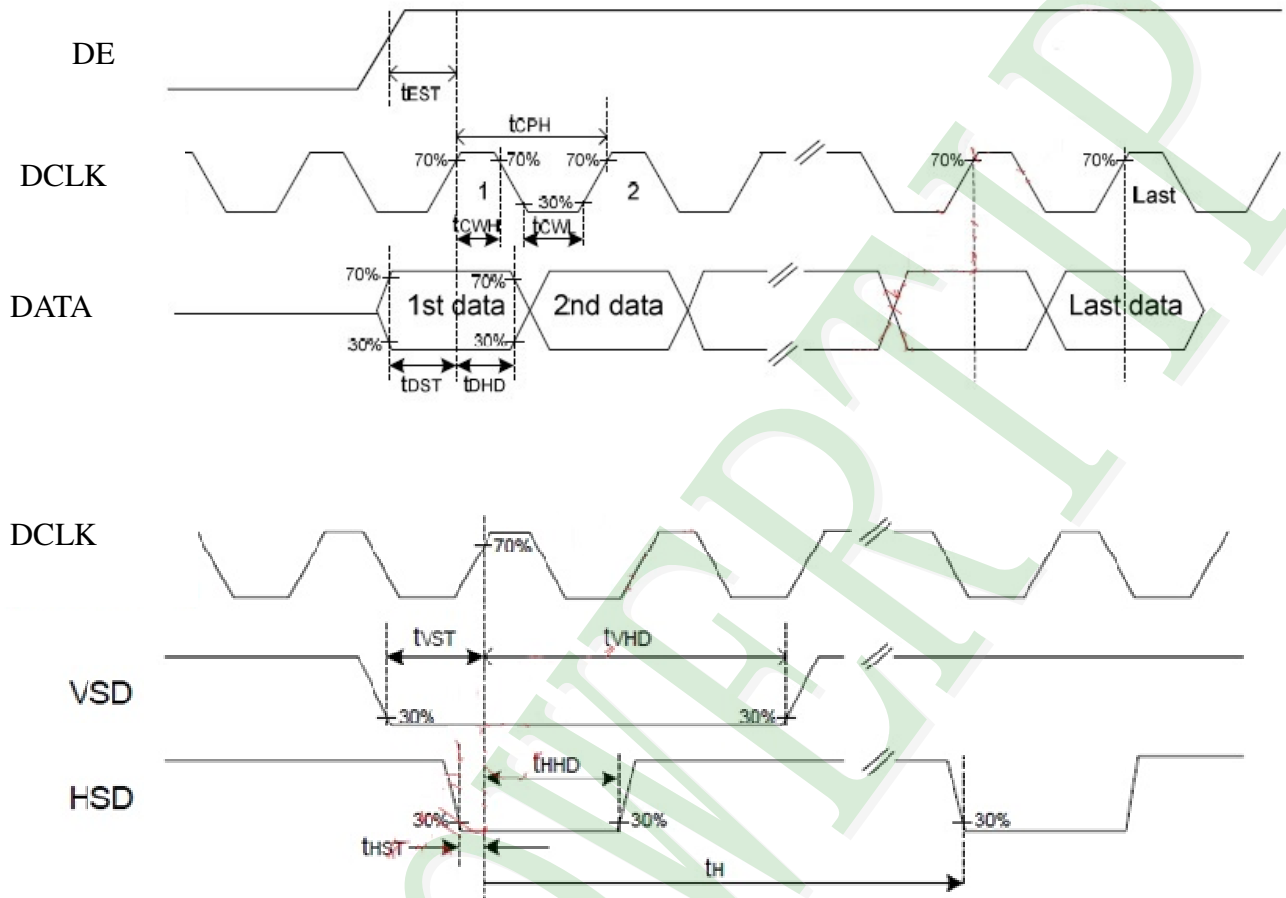 DE
tEST
tCPH
DCLK
70%
70%
70%
70%
70%
1
2
Last
30%
tCWH
tCWL
70%
70%
DATA
1st data
2nd data
Last data
30%
30%
tDST
tDHD
DCLK
70%
tVST
tVHD
VSD
30%
30%
tHHD
HSD
30%
30%
30%
tHST
tH
WERTIP